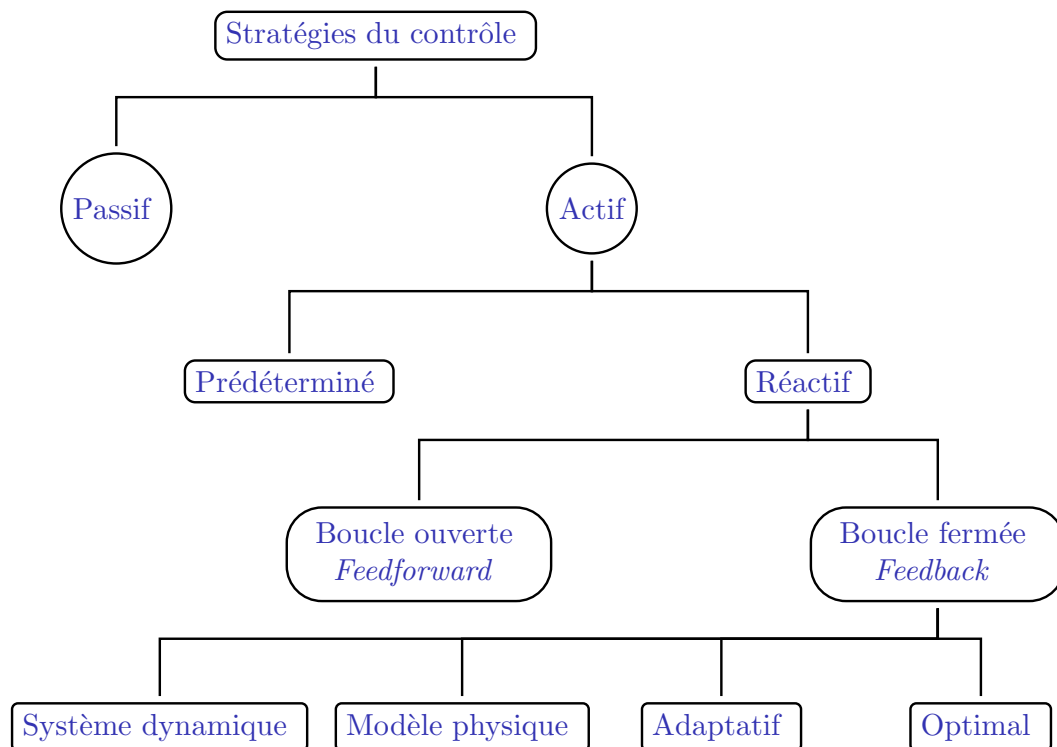 Stratégies du contrôle
Passif
Actif
Prédéterminé
Réactif
Boucle ouverte
Feedforward
Boucle fermée
Feedback
Système dynamique
Modèle physique
Adaptatif
Optimal